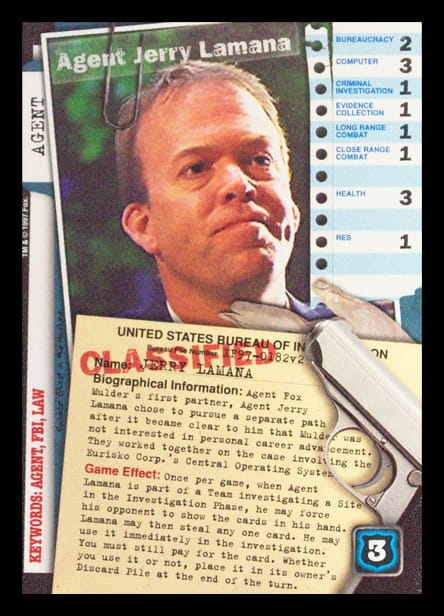 Agent Jerry Lamana
BUREAUCRACY 2
COMPUTER 3
CRIMINAL
INVESTIGATION 1
EVIDENCE
COLLECTION 1
LONG RANGE
COMBAT 1
CLOSE RANGE
COMBAT 1
HEALTH 3
RES 1
AGENT
TM & © 1997 Fox.
KEYWORDS: AGENT, FBI, LAW
UNITED STATES BUREAU OF IN ION
Bureau File Number XF97-0182v2
CLASSIFIED
Name: JERRY LAMANA
Biographical Information: Agent Fox
Mulder's first partner, Agent Jerry
Lamana chose to pursue a separate path
after it became clear to him that Mulder was
not interested in personal career advancement.
They worked together on the case involving the
Eurisko Corp.'s Central Operating System
Game Effect: Once per game, when Agent
Lamana is part of a Team investigating a Site
in the Investigation Phase, he may force
his opponent to show the cards in his hand.
Lamana may then steal any one card. He may
use it immediately in the investigation.
You must still pay for the card. Whether
you use it or not, place it in its owner's
Discard Pile at the end of the turn.
3